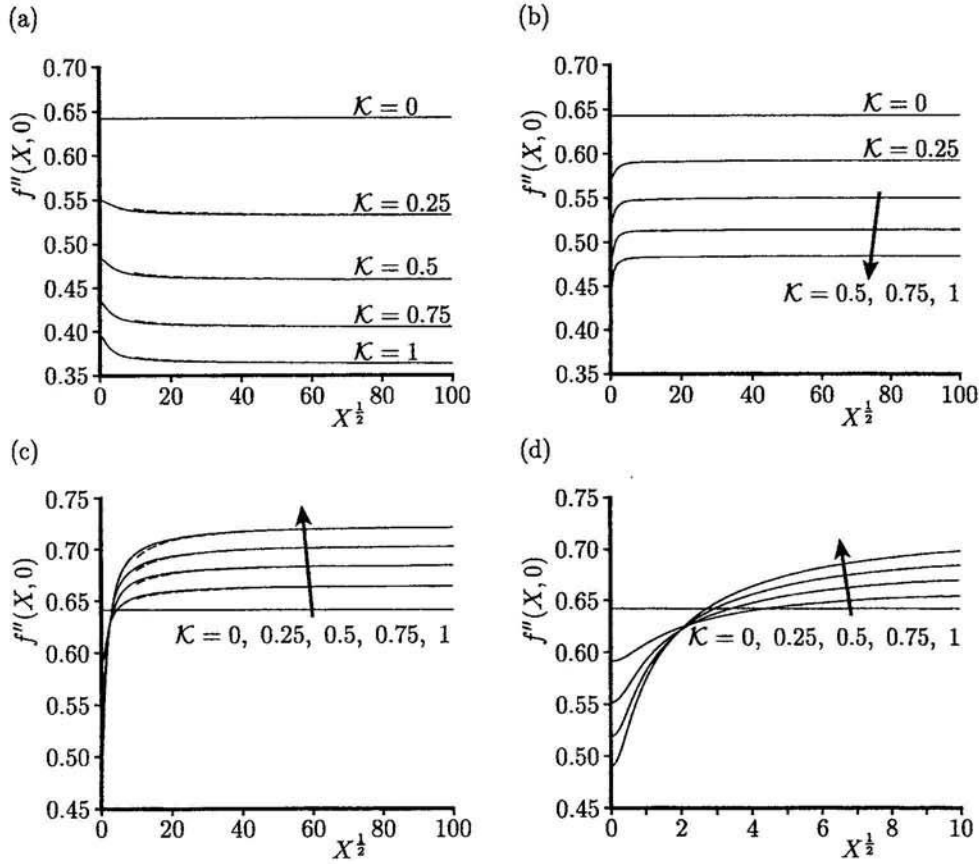 (a)
f″(X, 0)
0.70
0.65
0.60
0.55
0.50
0.45
0.40
0.35
𝒦 = 0
𝒦 = 0.25
𝒦 = 0.5
𝒦 = 0.75
𝒦 = 1
0 20 40 60 80 100
X^{1/2}
(b)
f″(X, 0)
0.70
0.65
0.60
0.55
0.50
0.45
0.40
0.35
𝒦 = 0
𝒦 = 0.25
𝒦 = 0.5, 0.75, 1
0 20 40 60 80 100
X^{1/2}
(c)
f″(X, 0)
0.75
0.70
0.65
0.60
0.55
0.50
0.45
𝒦 = 0, 0.25, 0.5, 0.75, 1
0 20 40 60 80 100
X^{1/2}
(d)
f″(X, 0)
0.75
0.70
0.65
0.60
0.55
0.50
0.45
𝒦 = 0, 0.25, 0.5, 0.75, 1
0 2 4 6 8 10
X^{1/2}